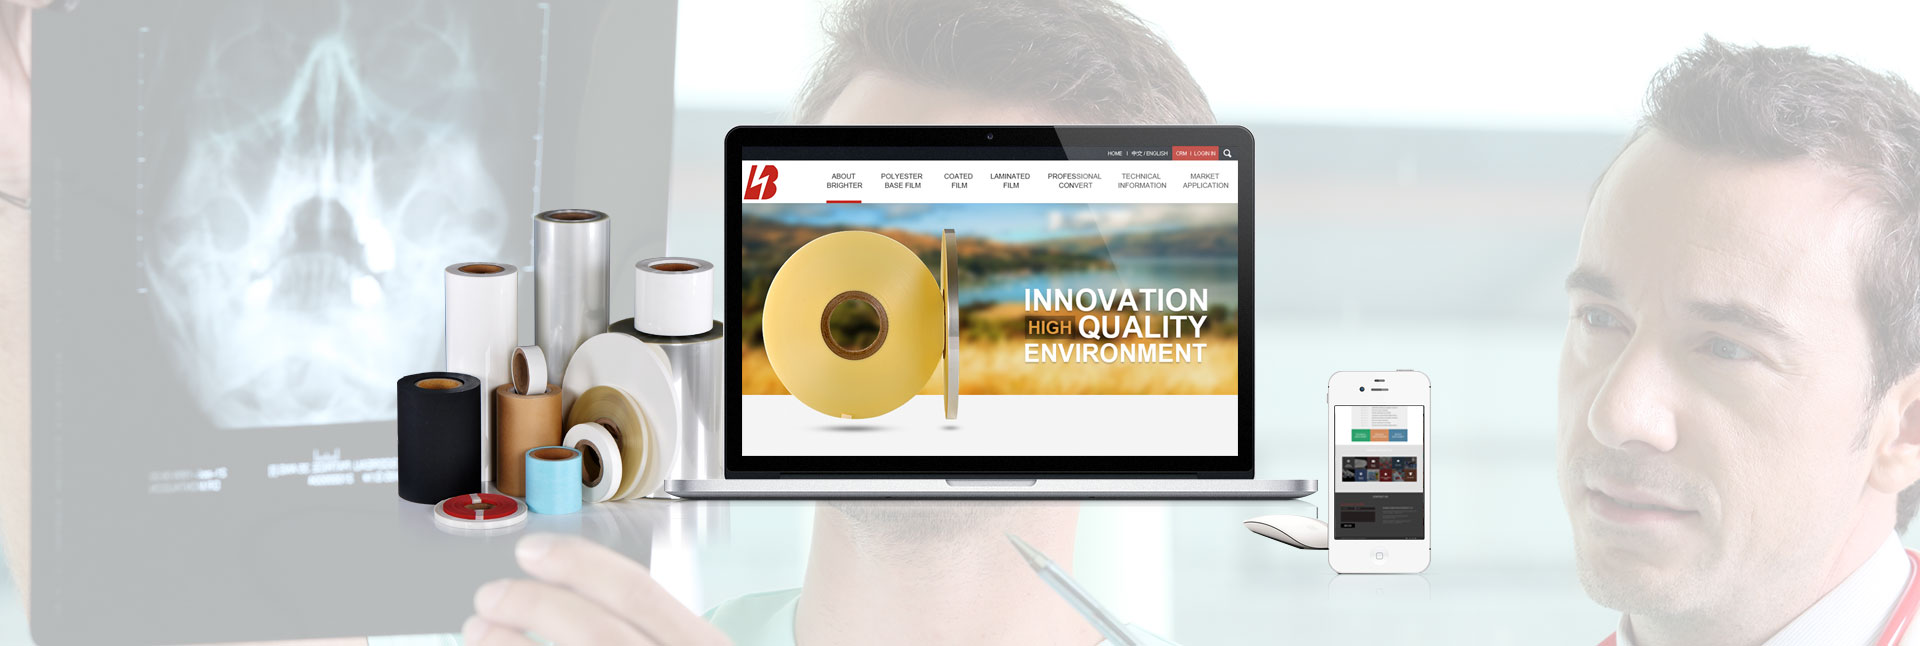 HOME | 中文 / ENGLISH
CRM | LOGIN IN
ABOUT
BRIGHTER
POLYESTER
BASE FILM
COATED
FILM
LAMINATED
FILM
PROFESSIONAL
CONVERT
TECHNICAL
INFORMATION
MARKET
APPLICATION
INNOVATION
HIGH QUALITY
ENVIRONMENT